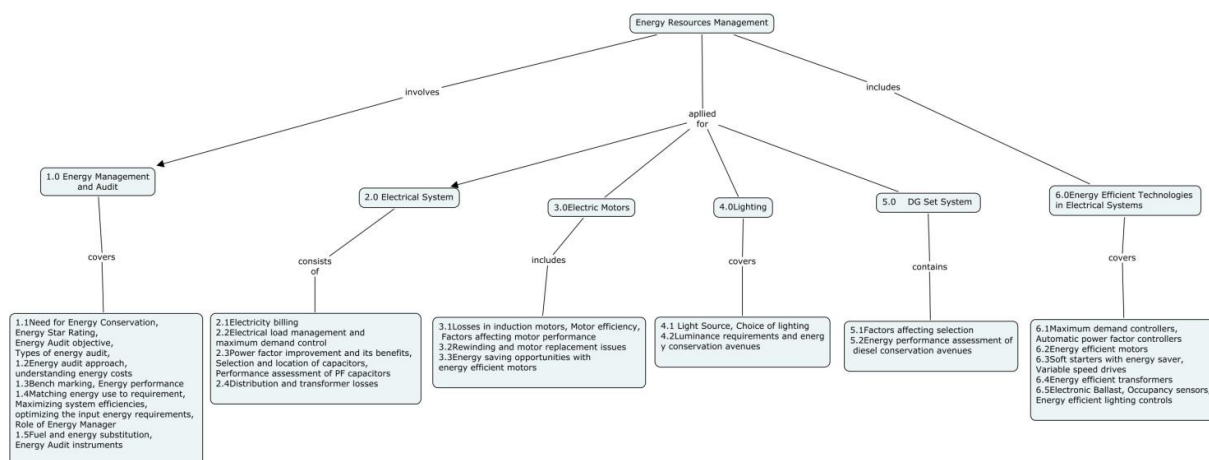 Energy Resources Management
involves
apllied
for
includes
1.0 Energy Management
and Audit
2.0 Electrical System
3.0Electric Motors
4.0Lighting
5.0 DG Set System
6.0Energy Efficient Technologies
in Electrical Systems
covers
consists
of
includes
covers
contains
covers
1.1Need for Energy Conservation,
Energy Star Rating,
Energy Audit objective,
Types of energy audit,
1.2Energy audit approach,
understanding energy costs
1.3Bench marking, Energy performance
1.4Matching energy use to requirement,
Maximizing system efficiencies,
optimizing the input energy requirements,
Role of Energy Manager
1.5Fuel and energy substitution,
Energy Audit instruments
2.1Electricity billing
2.2Electrical load management and
maximum demand control
2.3Power factor improvement and its benefits,
Selection and location of capacitors,
Performance assessment of PF capacitors
2.4Distribution and transformer losses
3.1Losses in induction motors, Motor efficiency,
Factors affecting motor performance
3.2Rewinding and motor replacement issues
3.3Energy saving opportunities with
energy efficient motors
4.1 Light Source, Choice of lighting
4.2Luminance requirements and energ
y conservation avenues
5.1Factors affecting selection
5.2Energy performance assessment of
diesel conservation avenues
6.1Maximum demand controllers,
Automatic power factor controllers
6.2Energy efficient motors
6.3Soft starters with energy saver,
Variable speed drives
6.4Energy efficient transformers
6.5Electronic Ballast, Occupancy sensors,
Energy efficient lighting controls